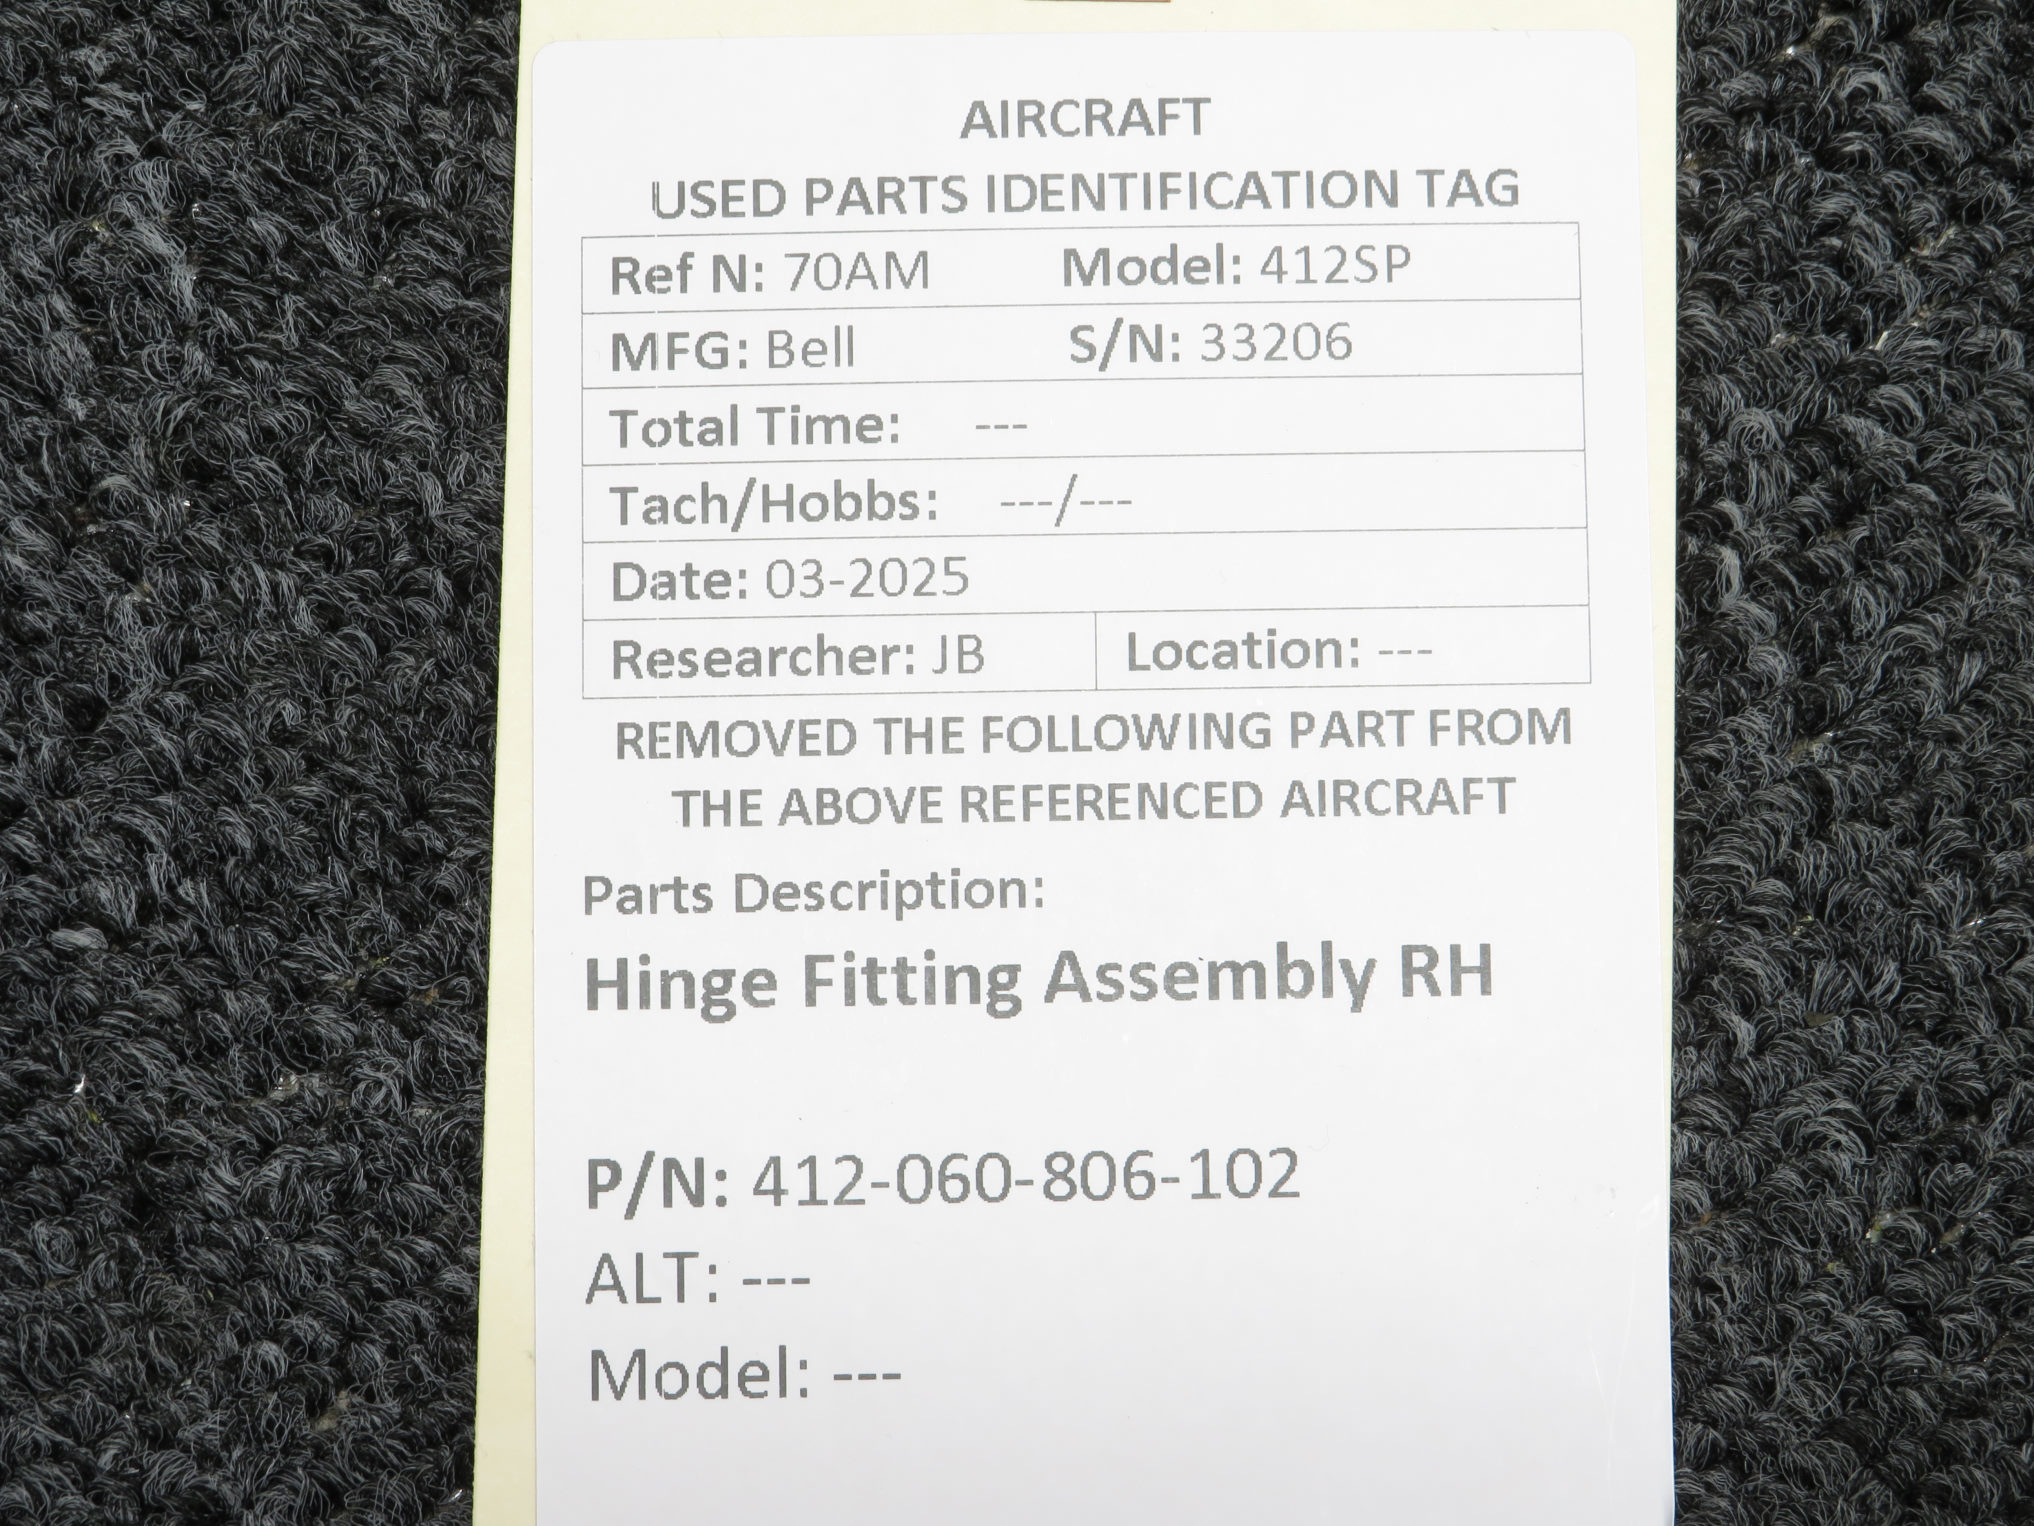 AIRCRAFT
USED PARTS IDENTIFICATION TAG
Ref N: 70AM Model: 412SP
MFG: Bell S/N: 33206
Total Time: ---
Tach/Hobbs: ---/---
Date: 03-2025
Researcher: JB Location: ---
REMOVED THE FOLLOWING PART FROM
THE ABOVE REFERENCED AIRCRAFT
Parts Description:
Hinge Fitting Assembly RH
P/N: 412-060-806-102
ALT: ---
Model: ---